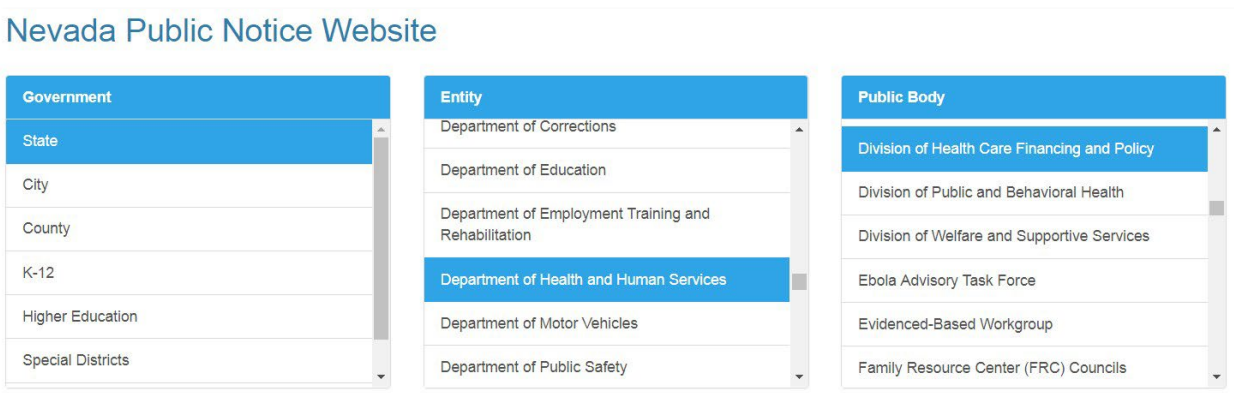 Nevada Public Notice Website
Government
State
City
County
K-12
Higher Education
Special Districts
Entity
Department of Corrections
Department of Education
Department of Employment Training and
Rehabilitation
Department of Health and Human Services
Department of Motor Vehicles
Department of Public Safety
Public Body
Division of Health Care Financing and Policy
Division of Public and Behavioral Health
Division of Welfare and Supportive Services
Ebola Advisory Task Force
Evidenced-Based Workgroup
Family Resource Center (FRC) Councils